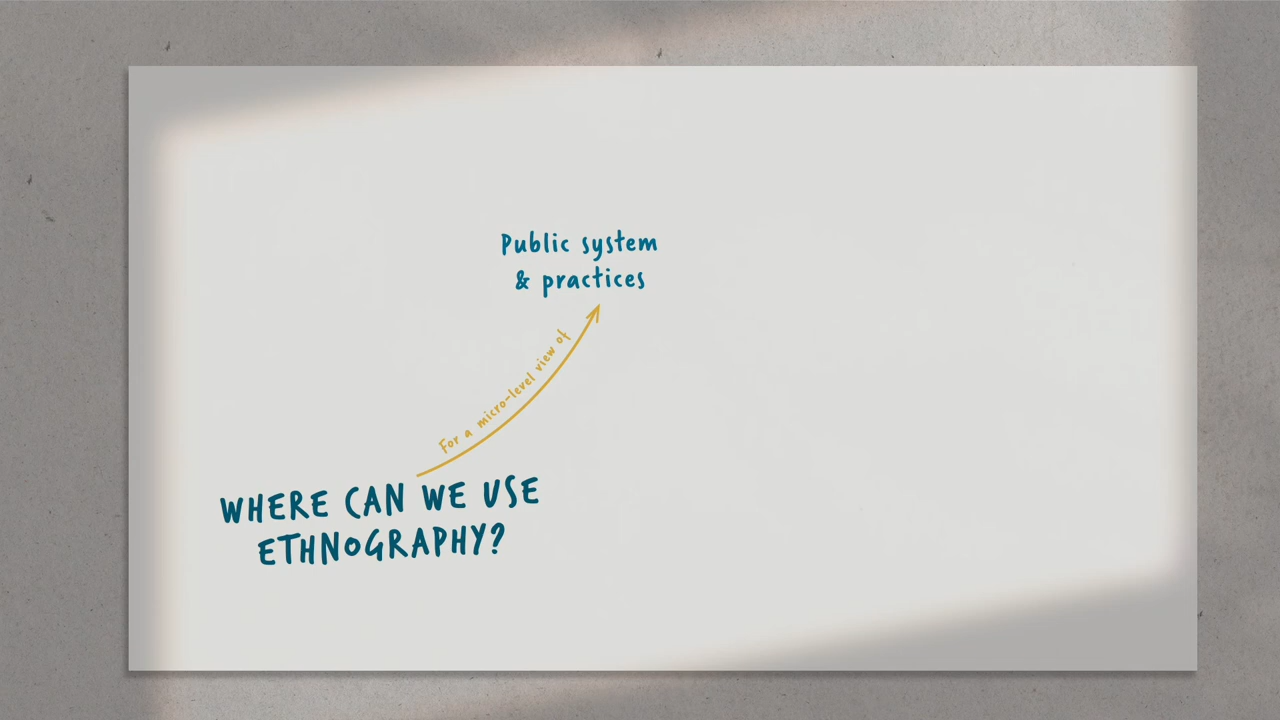 Public system
& practices
For a micro-level view of
WHERE CAN WE USE
ETHNOGRAPHY?